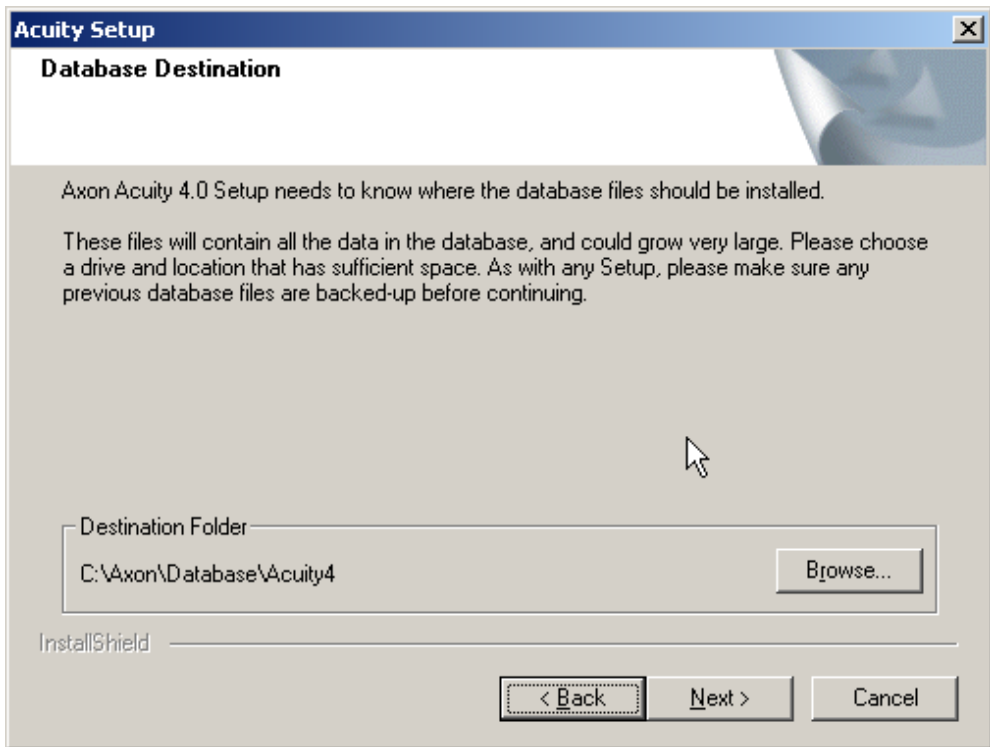 Acuity Setup
Database Destination
Axon Acuity 4.0 Setup needs to know where the database files should be installed.
These files will contain all the data in the database, and could grow very large. Please choose
a drive and location that has sufficient space. As with any Setup, please make sure any
previous database files are backed-up before continuing.
Destination Folder
C:\Axon\Database\Acuity4
Browse...
InstallShield
< Back
Next >
Cancel